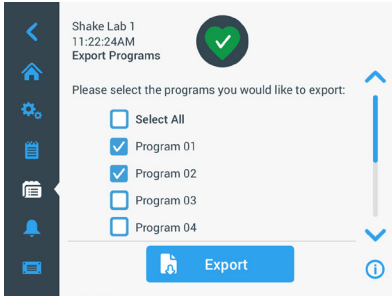 Shake Lab 1
11:22:24AM
Export Programs
Please select the programs you would like to export:
Select All
Program 01
Program 02
Program 03
Program 04
Export